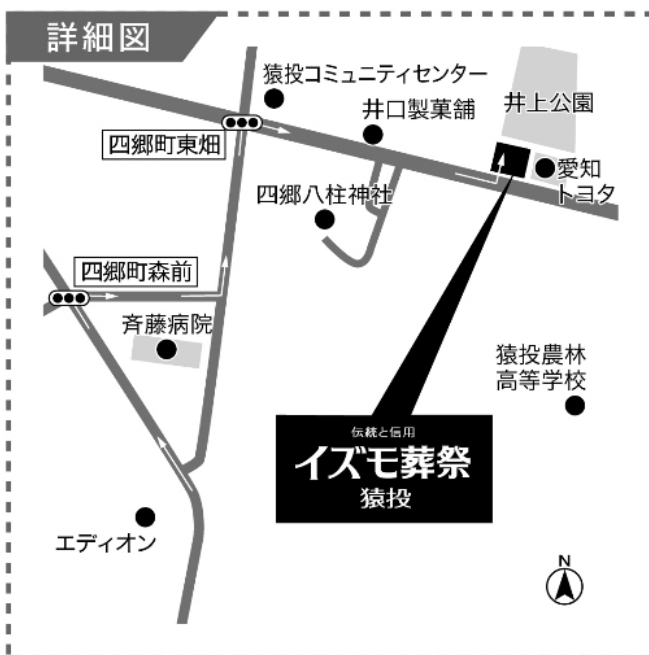 詳細図
猿投コミュニティセンター
井口製菓舗
井上公園
四郷町東畑
愛知
トヨタ
四郷八柱神社
四郷町森前
斉藤病院
猿投農林
高等学校
伝統と信用
イズモ葬祭
猿投
エディオン
N